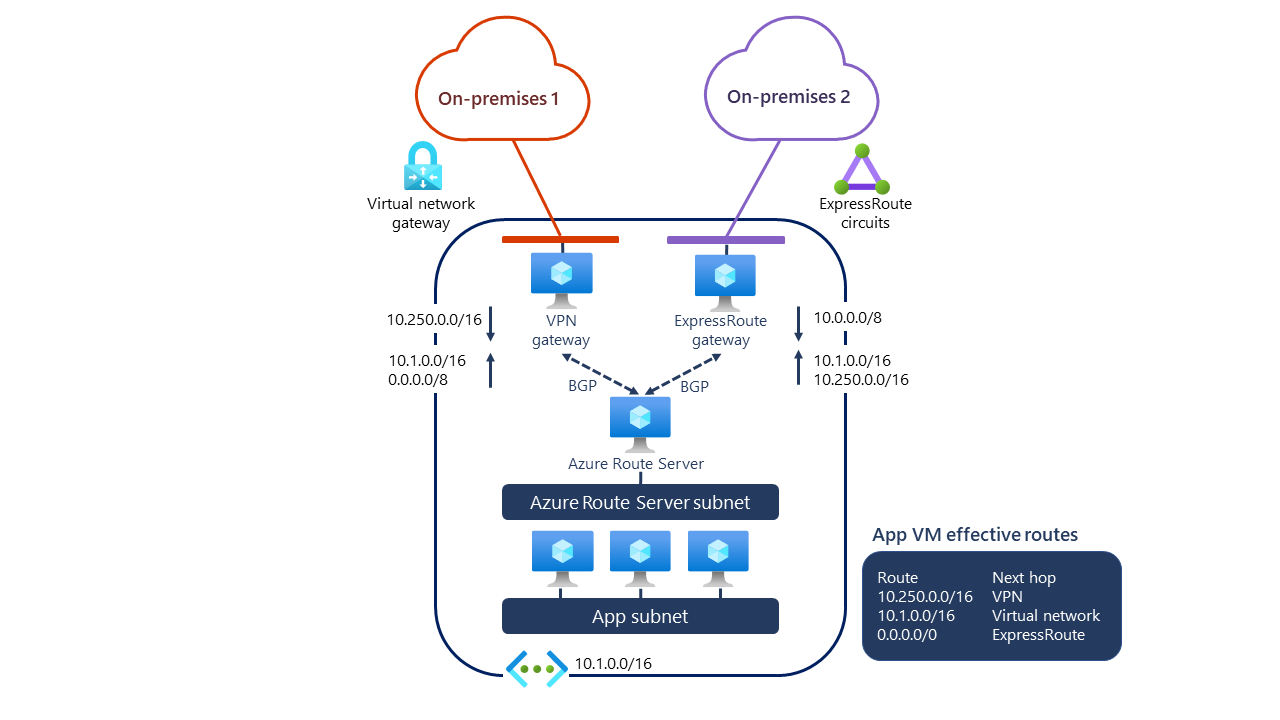 On-premises 1
On-premises 2
Virtual network
gateway
ExpressRoute
circuits
VPN
gateway
ExpressRoute
gateway
10.250.0.0/16
10.1.0.0/16
0.0.0.0/8
10.0.0.0/8
10.1.0.0/16
10.250.0.0/16
BGP
BGP
Azure Route Server
Azure Route Server subnet
App subnet
10.1.0.0/16
App VM effective routes
Route Next hop
10.250.0.0/16 VPN
10.1.0.0/16 Virtual network
0.0.0.0/0 ExpressRoute